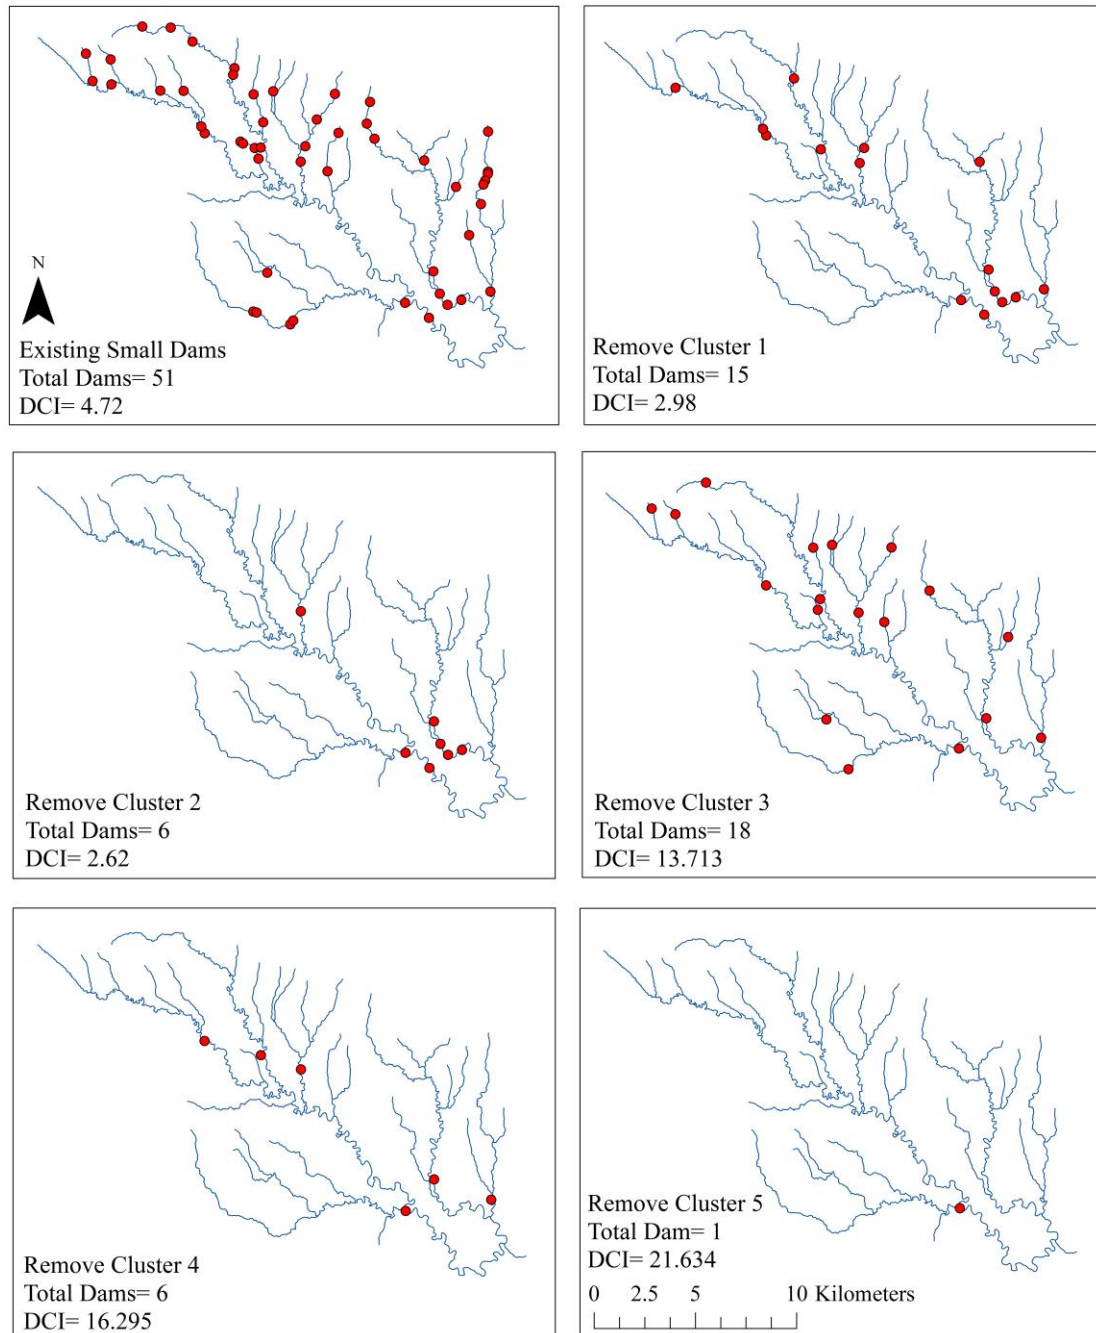 N
Existing Small Dams
Total Dams= 51
DCI= 4.72
Remove Cluster 1
Total Dams= 15
DCI= 2.98
Remove Cluster 2
Total Dams= 6
DCI= 2.62
Remove Cluster 3
Total Dams= 18
DCI= 13.713
Remove Cluster 4
Total Dams= 6
DCI= 16.295
Remove Cluster 5
Total Dam= 1
DCI= 21.634
0 2.5 5 10 Kilometers